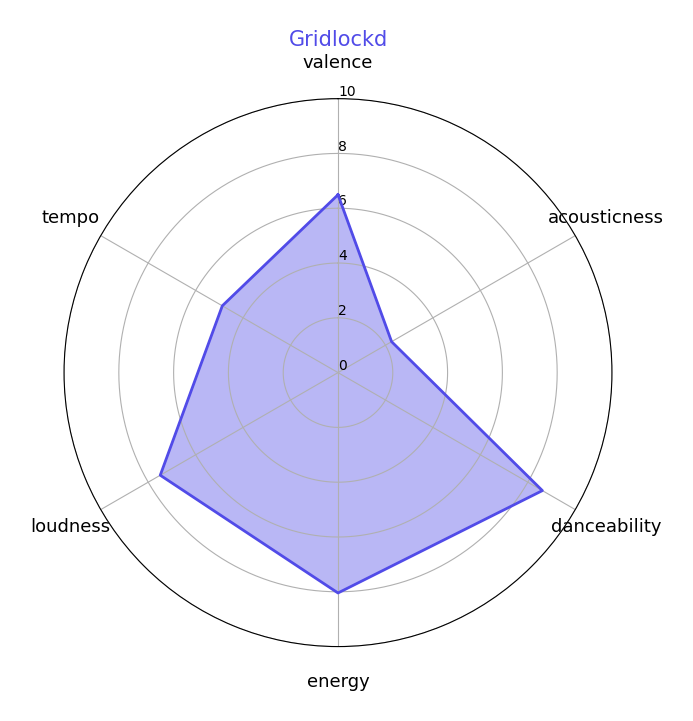 Gridlockd
valence
10
8
tempo
6
acousticness
4
2
0
loudness
danceability
energy